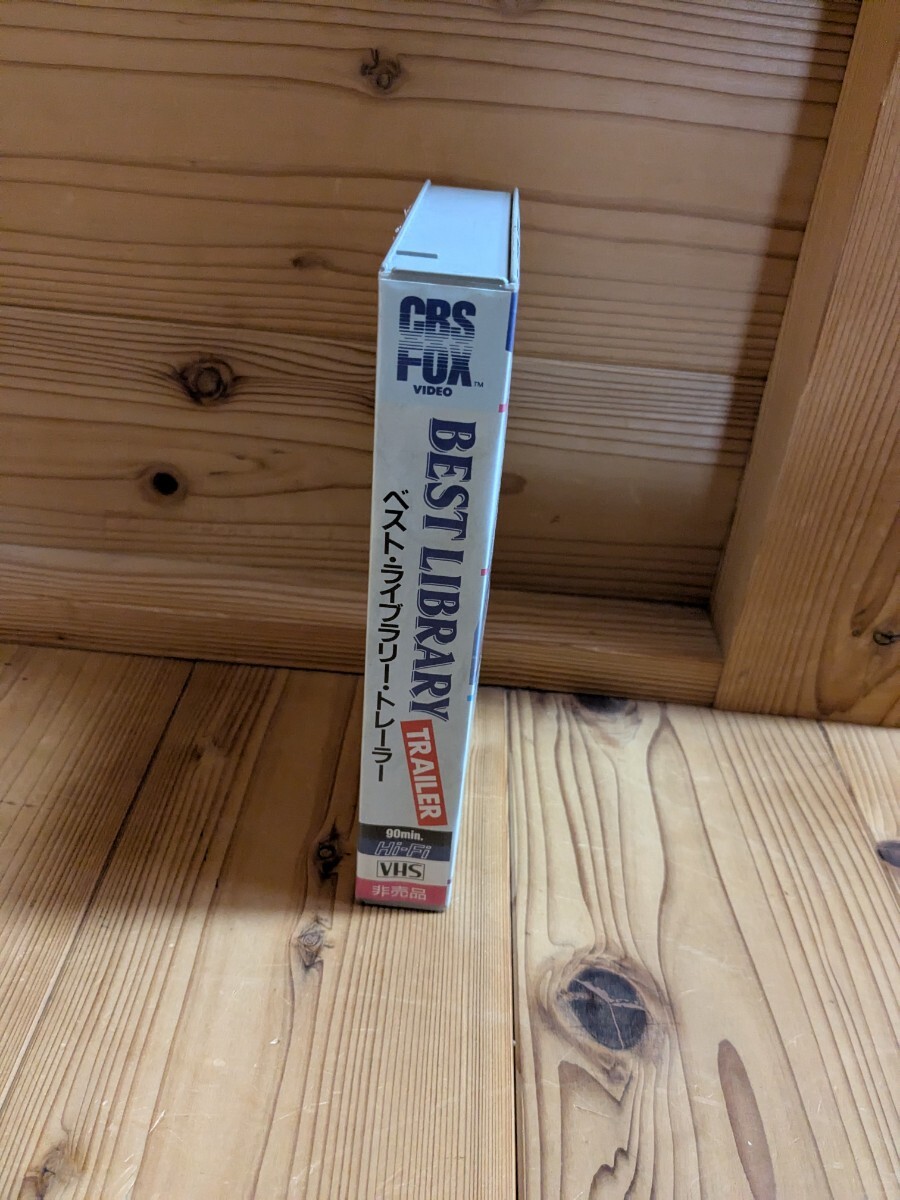 CBS
FOX™
VIDEO
BEST LIBRARY
TRAILER
ベスト・ライブラリー・トレーラー
90min.
Hi-Fi
VHS
非売品